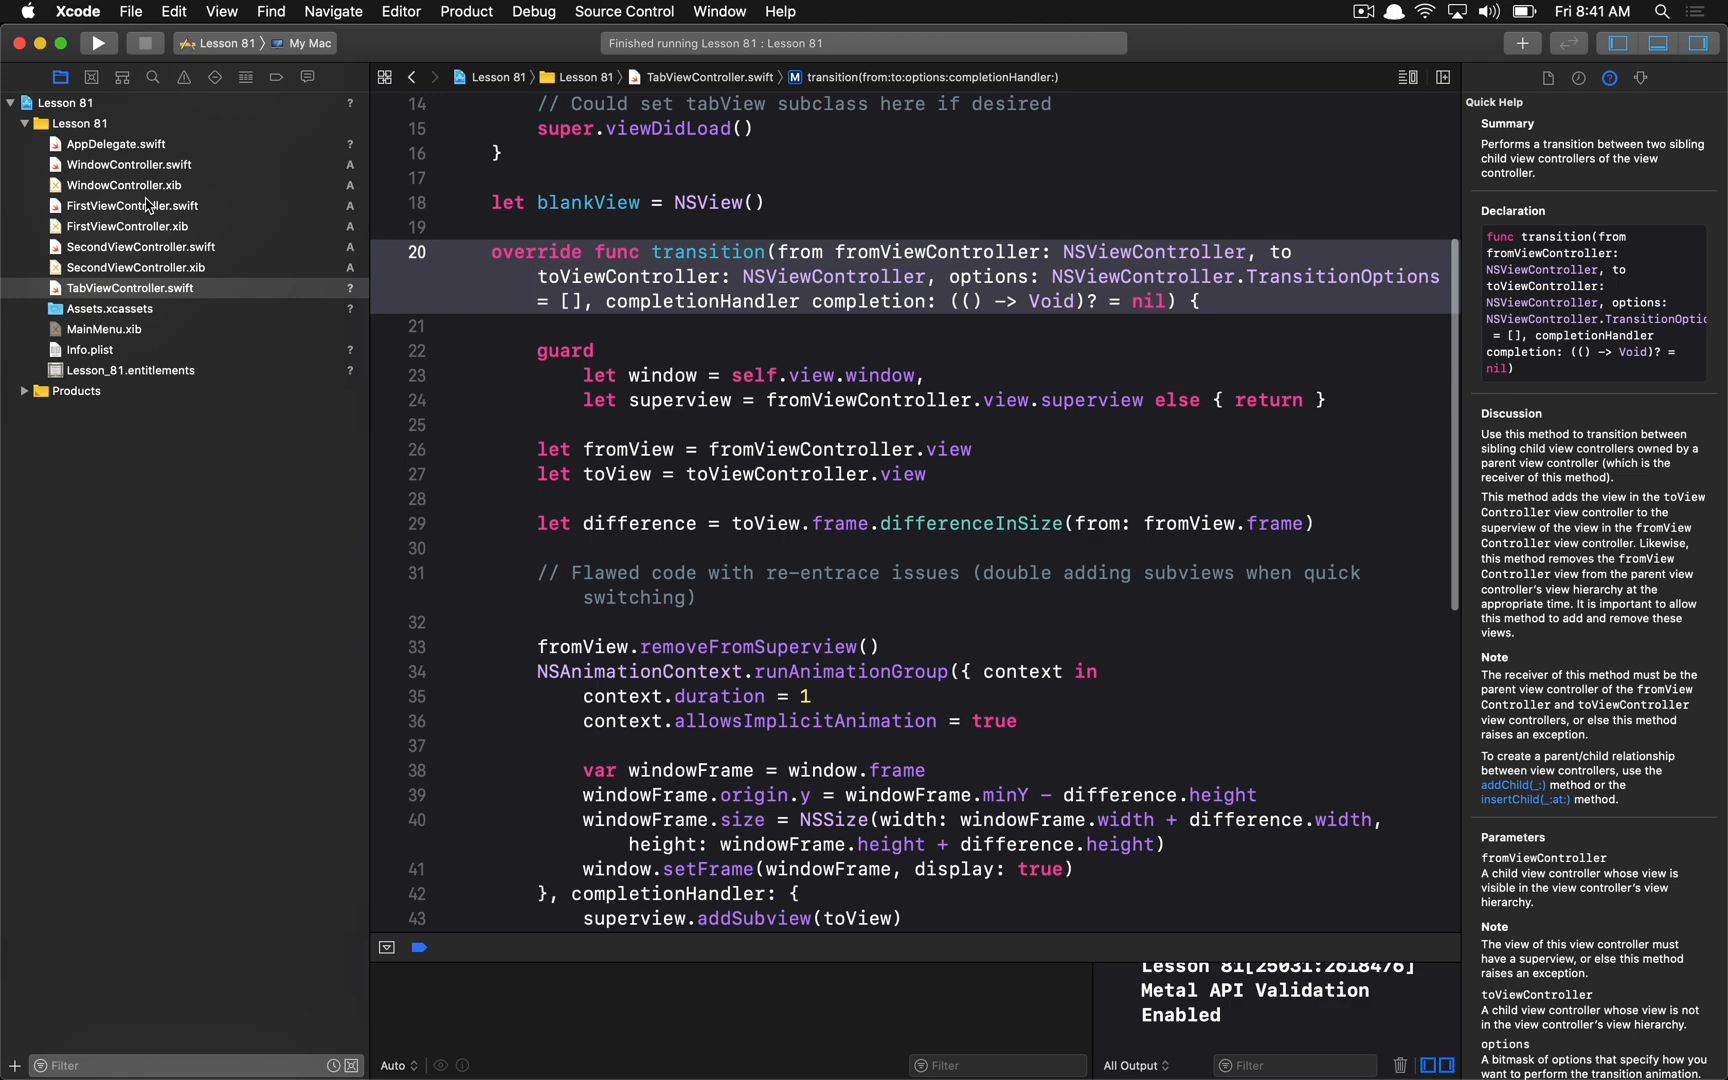 Xcode File Edit View Find Navigate Editor Product Debug Source Control Window Help Fri 8:41 AM
Lesson 81 〉 My Mac
Finished running Lesson 81 : Lesson 81
Lesson 81 〉 Lesson 81 〉 TabViewController.swift 〉 M transition(from:to:options:completionHandler:)
Lesson 81 ?
Lesson 81
AppDelegate.swift ?
WindowController.swift A
WindowController.xib A
FirstViewController.swift A
FirstViewController.xib A
SecondViewController.swift A
SecondViewController.xib A
TabViewController.swift ?
Assets.xcassets ?
MainMenu.xib
Info.plist ?
Lesson_81.entitlements ?
Products
Filter
14 // Could set tabView subclass here if desired
15 super.viewDidLoad()
16 }
17
18 let blankView = NSView()
19
20 override func transition(from fromViewController: NSViewController, to
toViewController: NSViewController, options: NSViewController.TransitionOptions
= [], completionHandler completion: (() -> Void)? = nil) {
21
22 guard
23 let window = self.view.window,
24 let superview = fromViewController.view.superview else { return }
25
26 let fromView = fromViewController.view
27 let toView = toViewController.view
28
29 let difference = toView.frame.differenceInSize(from: fromView.frame)
30
31 // Flawed code with re-entrace issues (double adding subviews when quick
switching)
32
33 fromView.removeFromSuperview()
34 NSAnimationContext.runAnimationGroup({ context in
35 context.duration = 1
36 context.allowsImplicitAnimation = true
37
38 var windowFrame = window.frame
39 windowFrame.origin.y = windowFrame.minY - difference.height
40 windowFrame.size = NSSize(width: windowFrame.width + difference.width,
height: windowFrame.height + difference.height)
41 window.setFrame(windowFrame, display: true)
42 }, completionHandler: {
43 superview.addSubview(toView)
Auto
Filter
Lesson 81[25031:2618476]
Metal API Validation
Enabled
All Output
Filter
Quick Help
Summary
Performs a transition between two sibling
child view controllers of the view
controller.
Declaration
func transition(from
fromViewController:
NSViewController, to
toViewController:
NSViewController, options:
NSViewController.TransitionOptio
= [], completionHandler
completion: (() -> Void)? =
nil)
Discussion
Use this method to transition between
sibling child view controllers owned by a
parent view controller (which is the
receiver of this method).
This method adds the view in the toView
Controller view controller to the
superview of the view in the fromView
Controller view controller. Likewise,
this method removes the fromView
Controller view from the parent view
controller's view hierarchy at the
appropriate time. It is important to allow
this method to add and remove these
views.
Note
The receiver of this method must be the
parent view controller of the fromView
Controller and toViewController
view controllers, or else this method
raises an exception.
To create a parent/child relationship
between view controllers, use the
addChild(_:) method or the
insertChild(_:at:) method.
Parameters
fromViewController
A child view controller whose view is
visible in the view controller's view
hierarchy.
Note
The view of this view controller must
have a superview, or else this method
raises an exception.
toViewController
A child view controller whose view is not
in the view controller's view hierarchy.
options
A bitmask of options that specify how you
want to perform the transition animation.